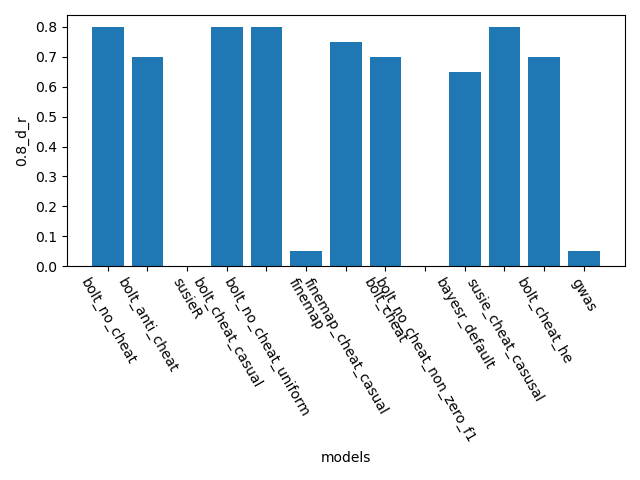 0.8
0.7
0.6
0.5
0.4
0.3
0.2
0.1
0.0
0.8_d_r
bolt_no_cheat
bolt_anti_cheat
susieR
bolt_cheat_casual
bolt_no_cheat_uniform
finemap
finemap_cheat_casual
bolt_cheat
bolt_no_cheat_non_zero_f1
bayesr_default
susie_cheat_casusal
bolt_cheat_he
gwas
models